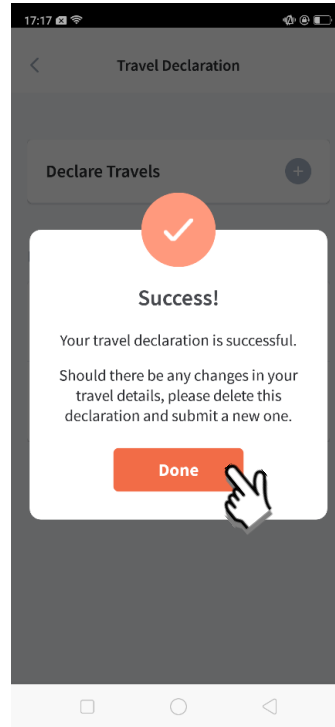 17:17
Travel Declaration
Declare Travels
Success!
Your travel declaration is successful.
Should there be any changes in your
travel details, please delete this
declaration and submit a new one.
Done